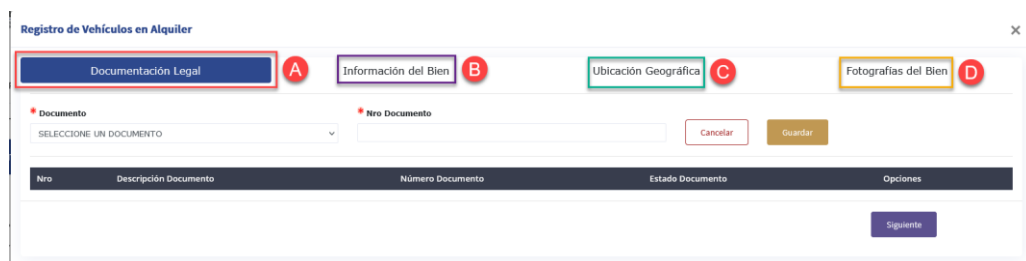 Registro de Vehículos en Alquiler ×
Documentación Legal A Información del Bien B Ubicación Geográfica C Fotografías del Bien D
* Documento * Nro Documento
SELECCIONE UN DOCUMENTO Cancelar Guardar
Nro Descripción Documento Número Documento Estado Documento Opciones
Siguiente